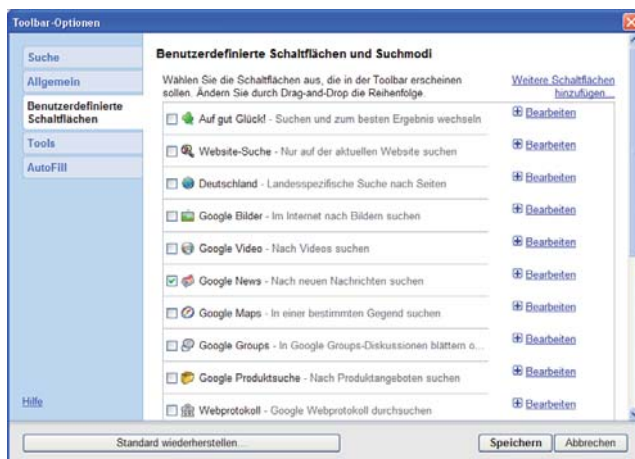 Toolbar-Optionen
Suche
Allgemein
Benutzerdefinierte
Schaltflächen
Tools
AutoFill
Hilfe
Benutzerdefinierte Schaltflächen und Suchmodi
Wählen Sie die Schaltflächen aus, die in der Toolbar erscheinen
sollen. Ändern Sie durch Drag-and-Drop die Reihenfolge.
Weitere Schaltflächen
hinzufügen...
Auf gut Glück! - Suchen und zum besten Ergebnis wechseln Bearbeiten
Website-Suche - Nur auf der aktuellen Website suchen Bearbeiten
Deutschland - Landesspezifische Suche nach Seiten Bearbeiten
Google Bilder - Im Internet nach Bildern suchen Bearbeiten
Google Video - Nach Videos suchen Bearbeiten
Google News - Nach neuen Nachrichten suchen Bearbeiten
Google Maps - In einer bestimmten Gegend suchen Bearbeiten
Google Groups - In Google Groups-Diskussionen blättern o... Bearbeiten
Google Produktsuche - Nach Produktangeboten suchen Bearbeiten
Webprotokoll - Google Webprotokoll durchsuchen Bearbeiten
Standard wiederherstellen... Speichern Abbrechen